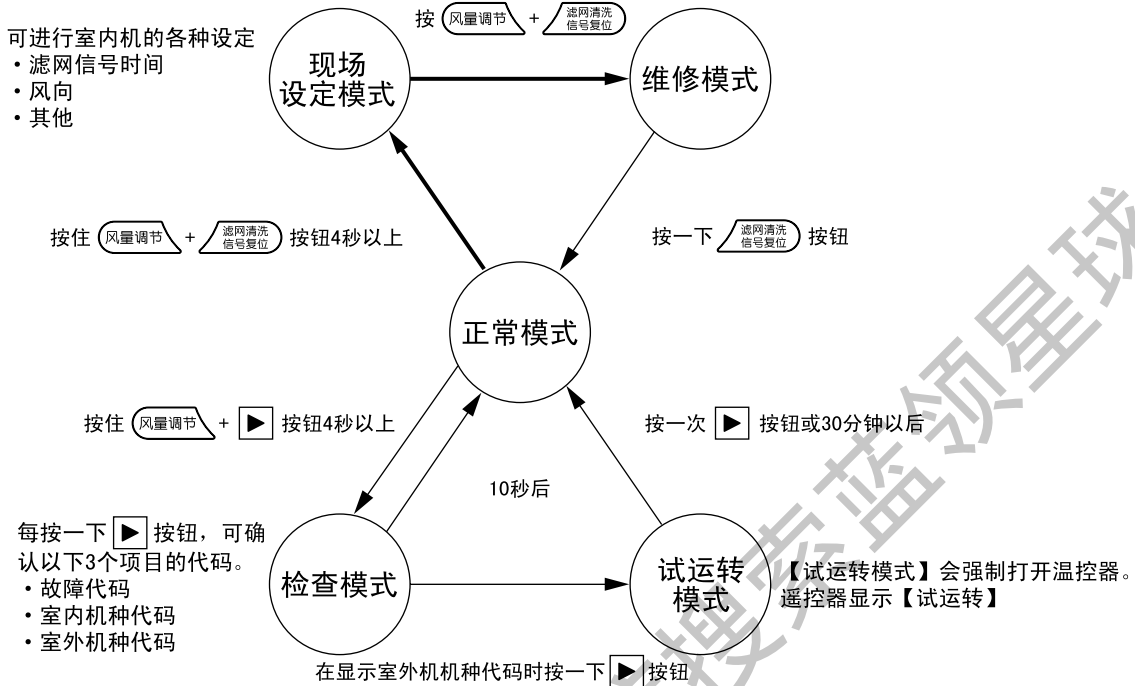 按 风量调节 + 滤网清洗
信号复位
可进行室内机的各种设定
・滤网信号时间
・风向
・其他
现场
设定模式
维修模式
按住 风量调节 + 滤网清洗
信号复位 按钮4秒以上
按一下 滤网清洗
信号复位 按钮
正常模式
按住 风量调节 + ▶ 按钮4秒以上
按一次 ▶ 按钮或30分钟以后
10秒后
每按一下 ▶ 按钮，可确
认以下3个项目的代码。
・故障代码
・室内机种代码
・室外机种代码
检查模式
试运转
模式
【试运转模式】会强制打开温控器。
遥控器显示【试运转】
在显示室外机机种代码时按一下 ▶ 按钮
搜索蓝领星球